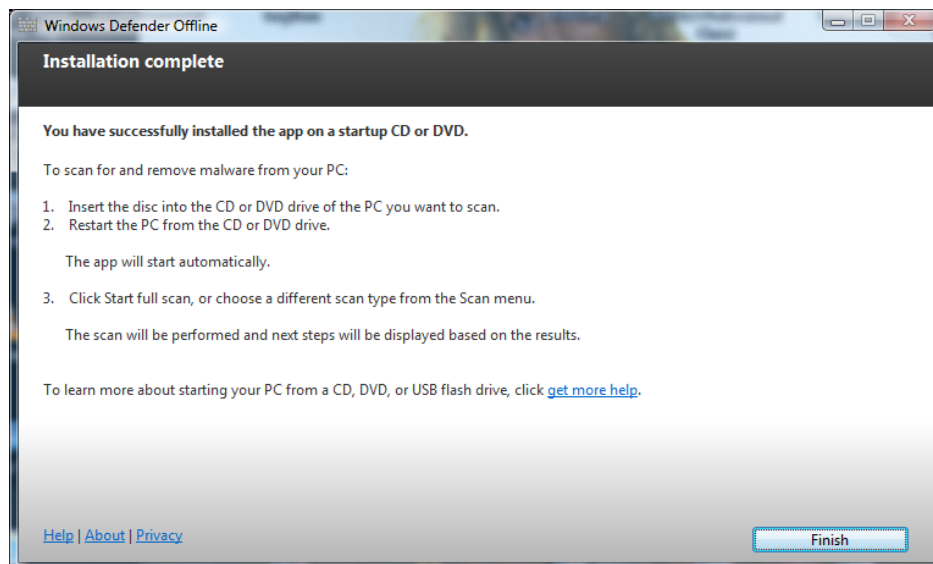 Windows Defender Offline
Installation complete
You have successfully installed the app on a startup CD or DVD.
To scan for and remove malware from your PC:
1. Insert the disc into the CD or DVD drive of the PC you want to scan.
2. Restart the PC from the CD or DVD drive.
The app will start automatically.
3. Click Start full scan, or choose a different scan type from the Scan menu.
The scan will be performed and next steps will be displayed based on the results.
To learn more about starting your PC from a CD, DVD, or USB flash drive, click get more help.
Help | About | Privacy
Finish